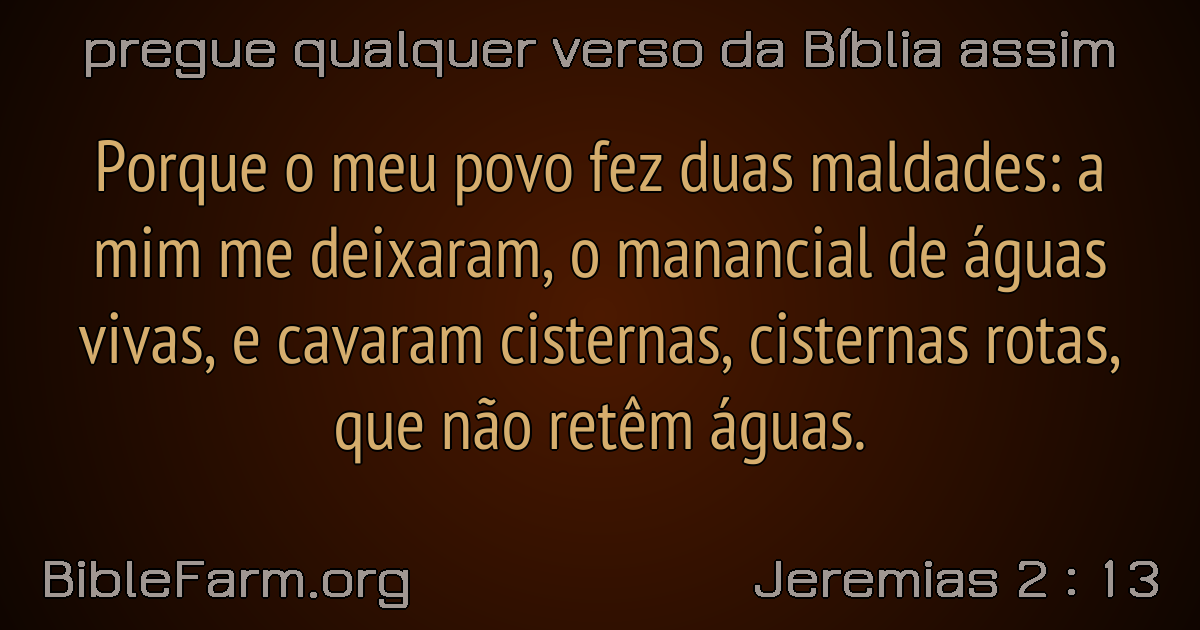 pregue qualquer verso da Bíblia assim
Porque o meu povo fez duas maldades: a
mim me deixaram, o manancial de águas
vivas, e cavaram cisternas, cisternas rotas,
que não retêm águas.
BibleFarm.org
Jeremias 2 : 13